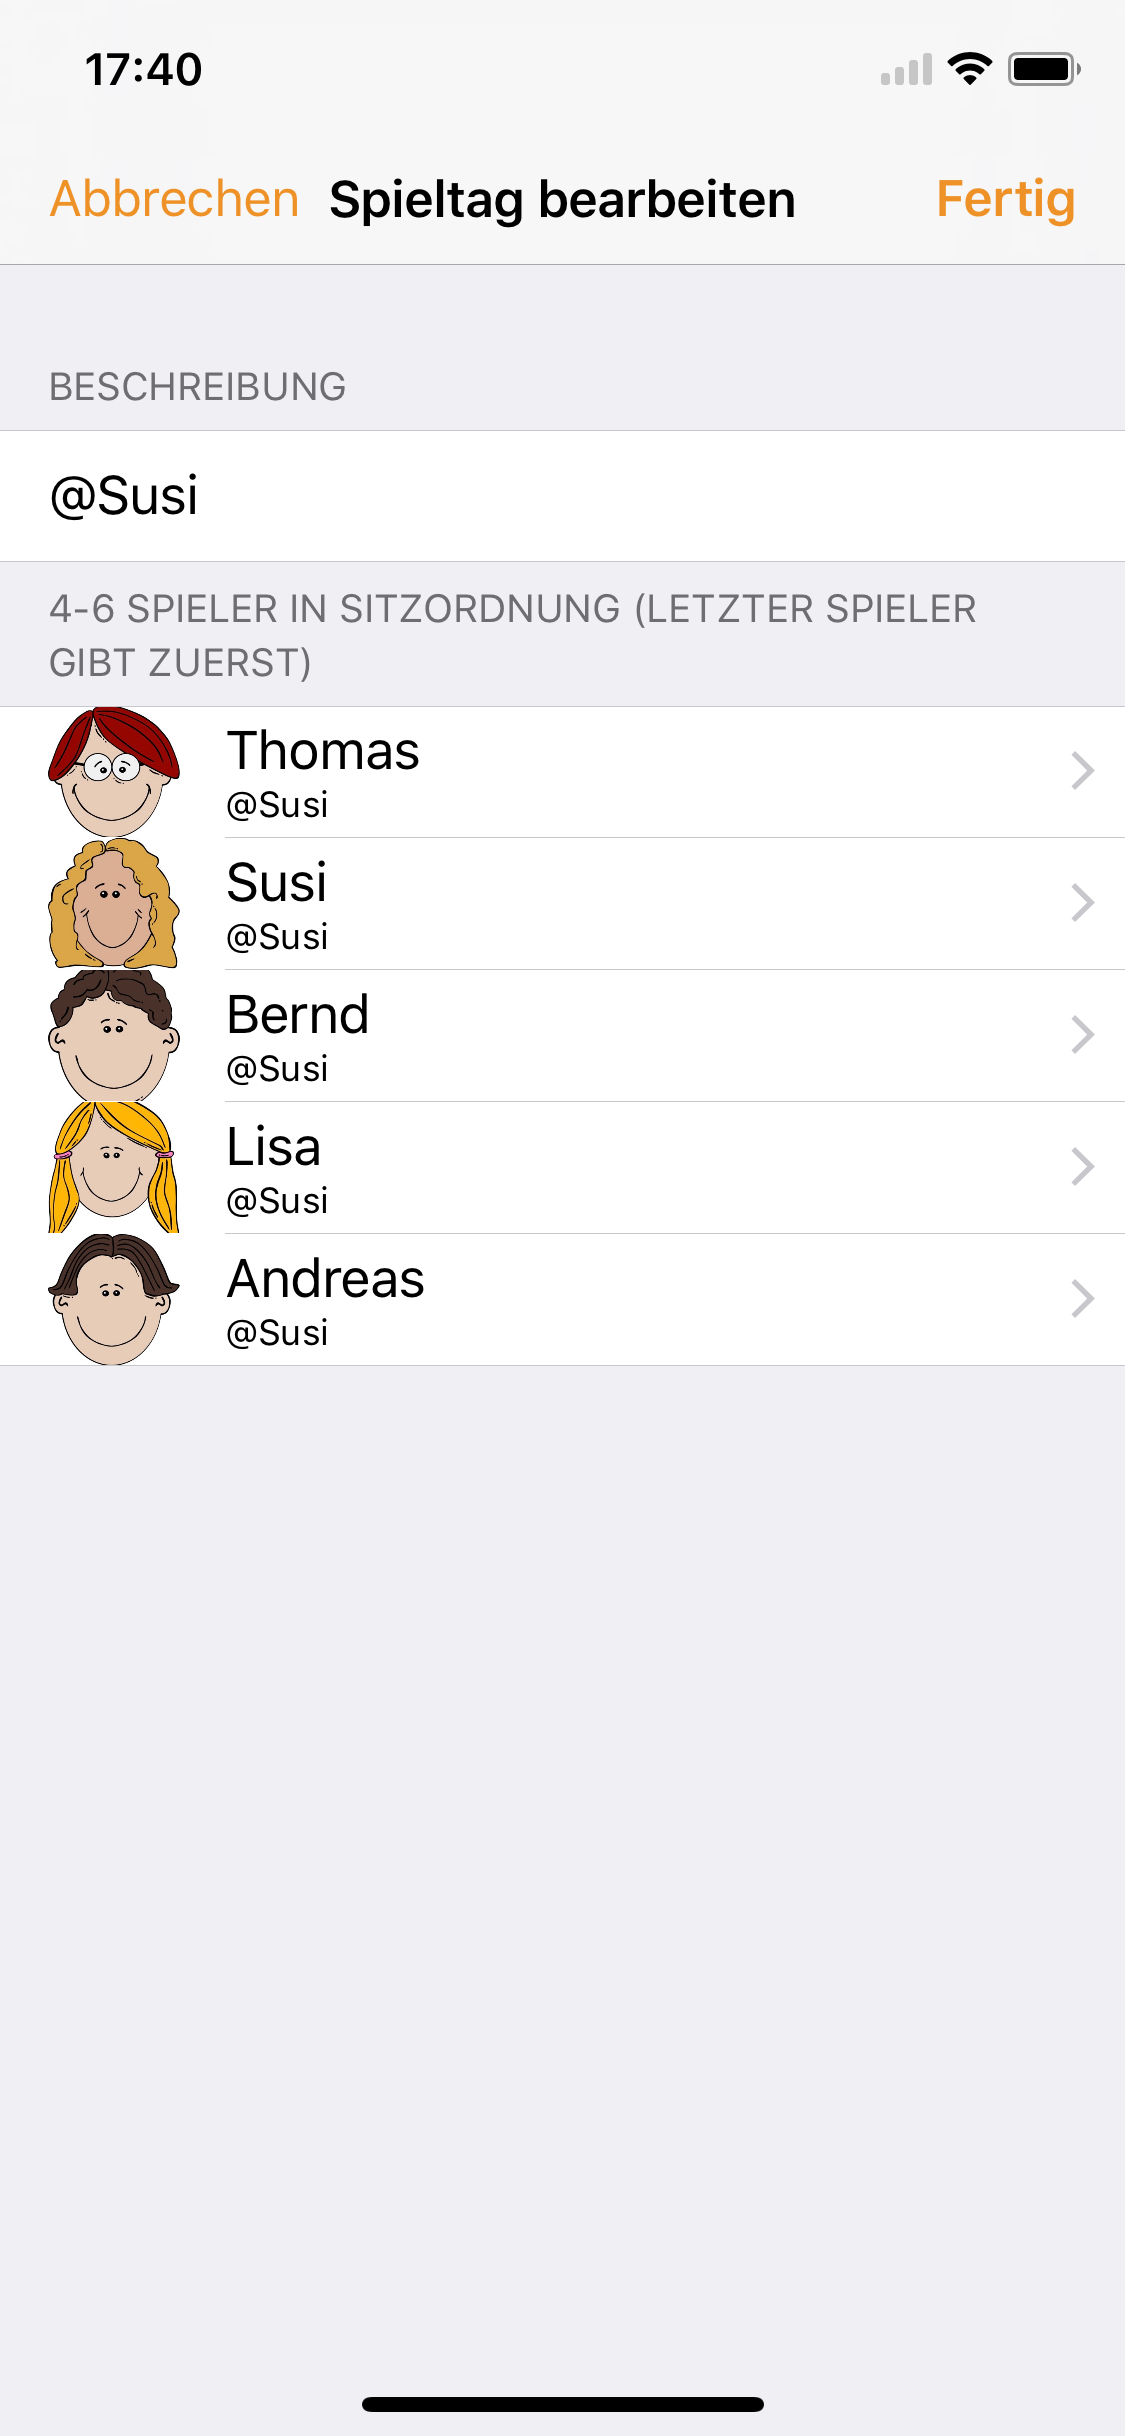 17:40
Abbrechen Spieltag bearbeiten Fertig
BESCHREIBUNG
@Susi
4-6 SPIELER IN SITZORDNUNG (LETZTER SPIELER
GIBT ZUERST)
Thomas
@Susi
Susi
@Susi
Bernd
@Susi
Lisa
@Susi
Andreas
@Susi